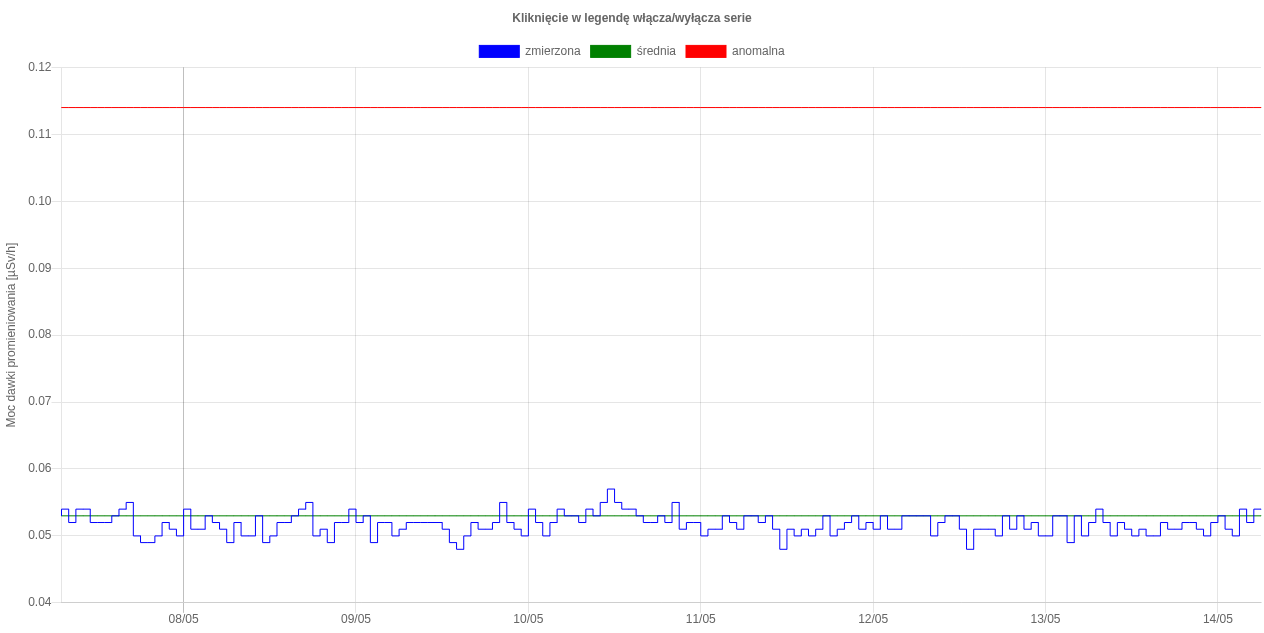 Kliknięcie w legendę włącza/wyłącza serie
zmierzona średnia anomalna
Moc dawki promieniowania [µSv/h]
0.12
0.11
0.10
0.09
0.08
0.07
0.06
0.05
0.04
08/05 09/05 10/05 11/05 12/05 13/05 14/05